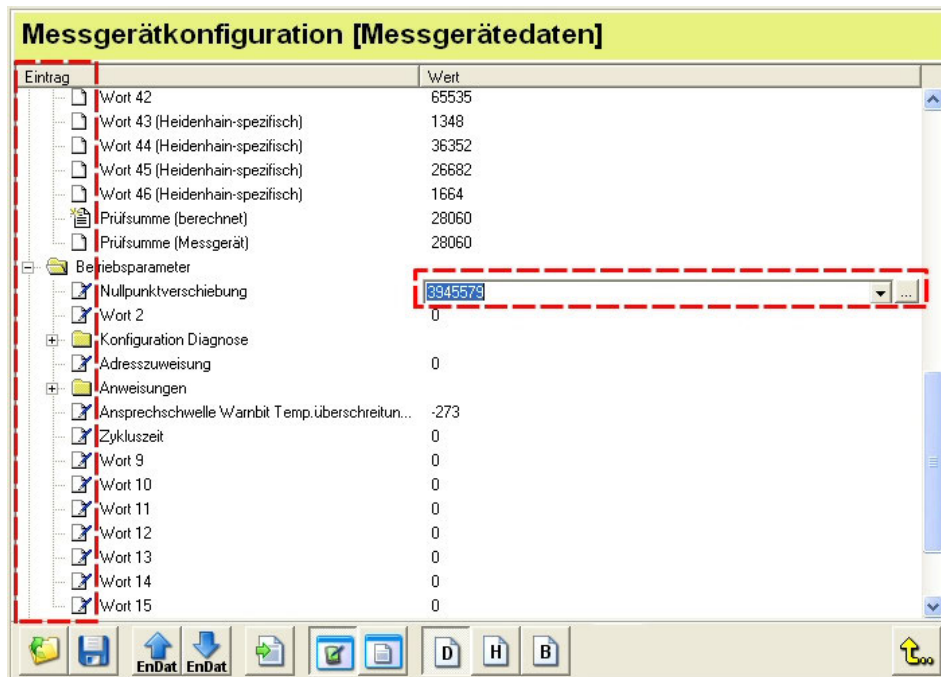 Messgerätkonfiguration [Messgerätedaten]
Eintrag Wert
Wort 42 65535
Wort 43 (Heidenhain-spezifisch) 1348
Wort 44 (Heidenhain-spezifisch) 36352
Wort 45 (Heidenhain-spezifisch) 26682
Wort 46 (Heidenhain-spezifisch) 1664
Prüfsumme (berechnet) 28060
Prüfsumme (Messgerät) 28060
Betriebsparameter
Nullpunktverschiebung 3945579 ...
Wort 2 0
Konfiguration Diagnose
Adresszuweisung 0
Anweisungen
Ansprechschwelle Warnbit Temp.überschreitun... -273
Zykluszeit 0
Wort 9 0
Wort 10 0
Wort 11 0
Wort 12 0
Wort 13 0
Wort 14 0
Wort 15 0
EnDat EnDat D H B